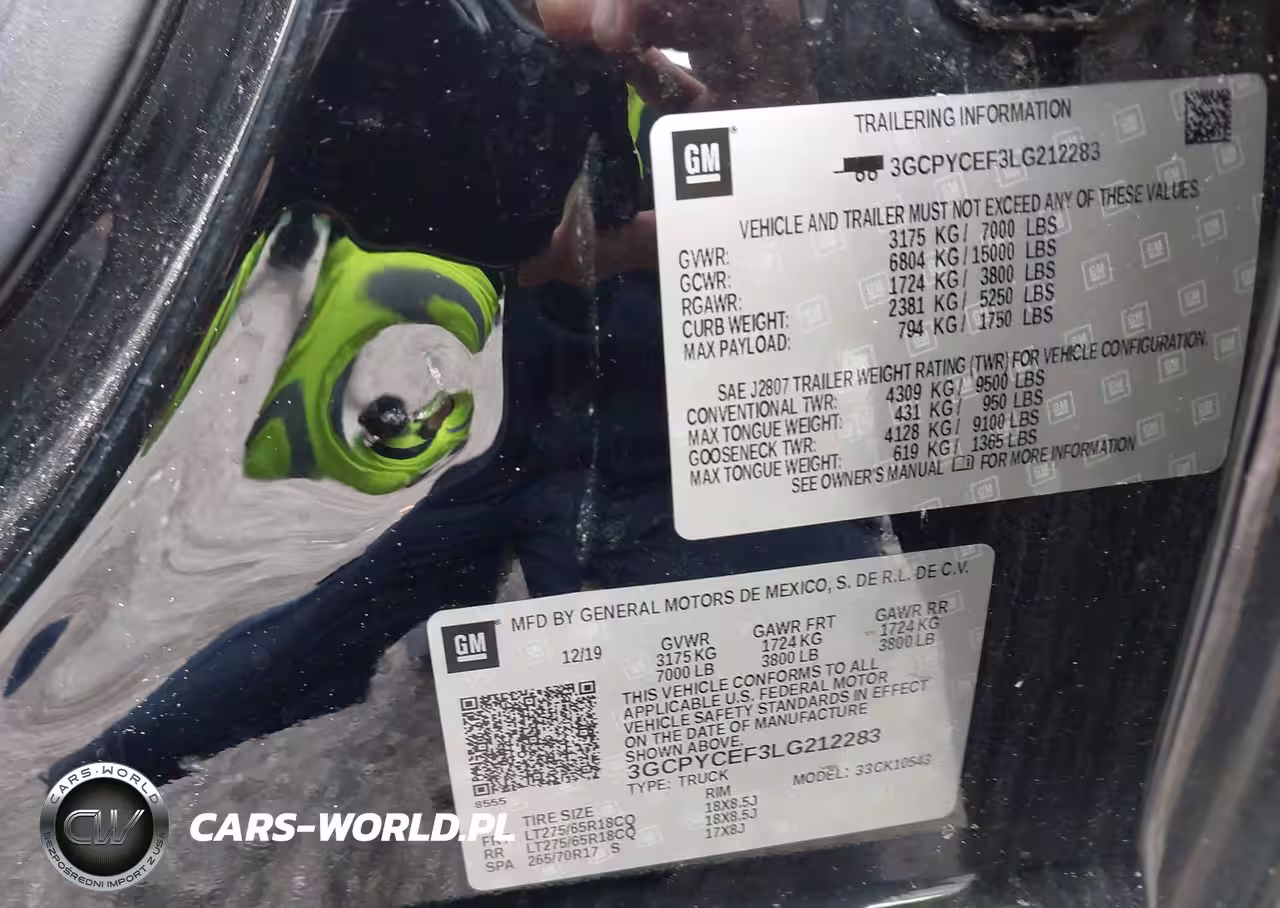 GM
TRAILERING INFORMATION
3GCPYCEF3LG212283
VEHICLE AND TRAILER MUST NOT EXCEED ANY OF THESE VALUES
GVWR: 3175 KG / 7000 LBS
GCWR: 6804 KG / 15000 LBS
RGAWR: 1724 KG / 3800 LBS
CURB WEIGHT: 2381 KG / 5250 LBS
MAX PAYLOAD: 794 KG / 1750 LBS
SAE J2807 TRAILER WEIGHT RATING (TWR) FOR VEHICLE CONFIGURATION.
CONVENTIONAL TWR: 4309 KG / 9500 LBS
MAX TONGUE WEIGHT: 431 KG / 950 LBS
GOOSENECK TWR: 4128 KG / 9100 LBS
MAX TONGUE WEIGHT: 619 KG / 1365 LBS
SEE OWNER'S MANUAL FOR MORE INFORMATION
GM
MFD BY GENERAL MOTORS DE MEXICO, S. DE R.L. DE C.V.
12/19
GVWR GAWR FRT GAWR RR
3175 KG 1724 KG 1724 KG
7000 LB 3800 LB 3800 LB
THIS VEHICLE CONFORMS TO ALL
APPLICABLE U.S. FEDERAL MOTOR
VEHICLE SAFETY STANDARDS IN EFFECT
ON THE DATE OF MANUFACTURE
SHOWN ABOVE.
3GCPYCEF3LG212283
TYPE: TRUCK MODEL: 33CK10543
8555
TIRE SIZE RIM
FRT LT275/65R18CQ 18X8.5J
RR LT275/65R18CQ 18X8.5J
SPA 265/70R17 S 17X8J
CARS-WORLD
CW
BEZPOŚREDNI IMPORT Z USA
CARS-WORLD.PL